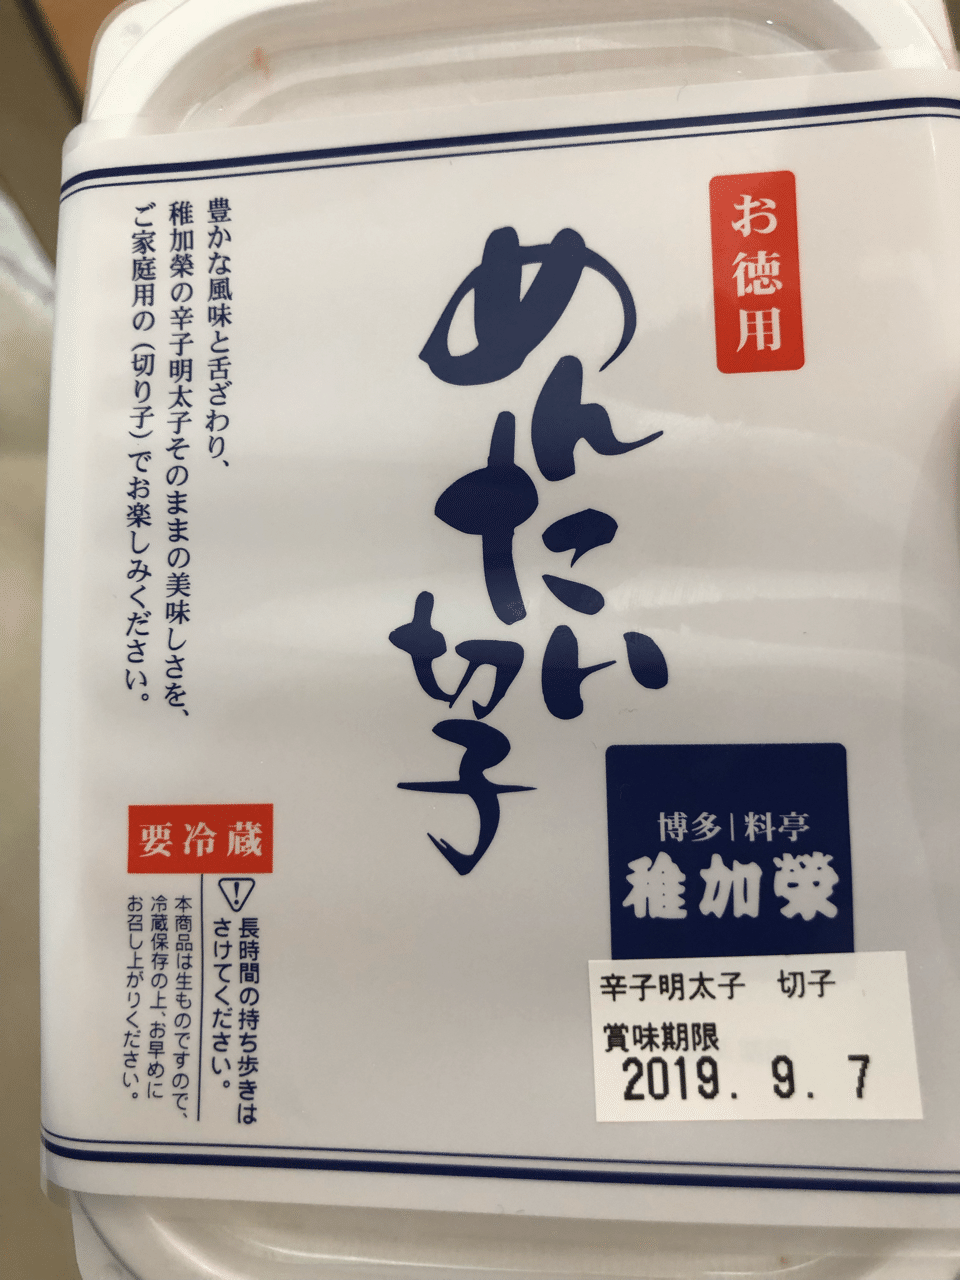 お徳用
めんたい
切子
豊かな風味と舌ざわり、
稚加榮の辛子明太子そのままの美味しさを、
ご家庭用の(切り子)でお楽しみください。
博多|料亭
稚加榮
要冷蔵
長時間の持ち歩きは
さけてください。
本商品は生ものですので、
冷蔵保存の上、お早めに
お召し上がりください。
辛子明太子 切子
賞味期限
2019. 9. 7